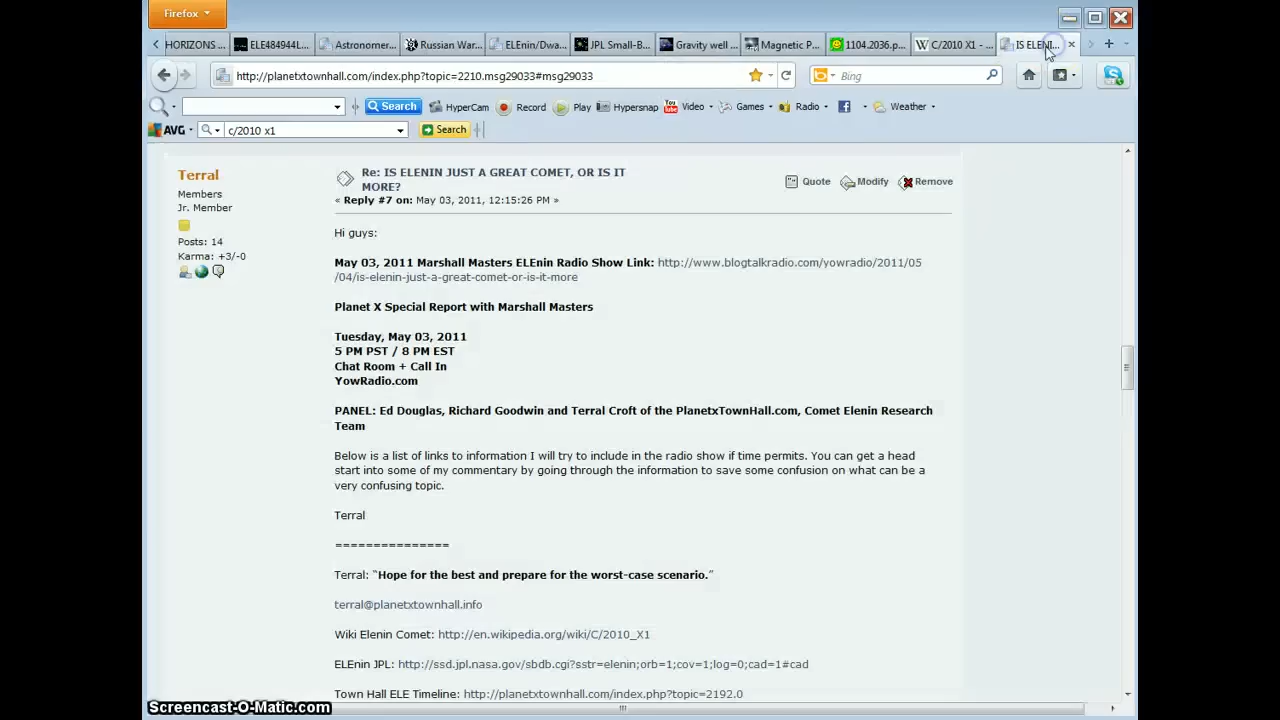 Firefox
HORIZONS ...
ELE484944L...
Astronomer...
Russian War...
ELEnin/Dwa...
JPL Small-B...
Gravity well ...
Magnetic P...
1104.2036.p...
C/2010 X1 - ...
IS ELENI...
http://planetxtownhall.com/index.php?topic=2210.msg29033#msg29033
Bing
Search
HyperCam
Record
Play
Hypersnap
Video
Games
Radio
Weather
AVG
c/2010 x1
Search
Terral
Members
Jr. Member
Posts: 14
Karma: +3/-0
Re: IS ELENIN JUST A GREAT COMET, OR IS IT
MORE?
« Reply #7 on: May 03, 2011, 12:15:26 PM »
Quote
Modify
Remove
Hi guys:
May 03, 2011 Marshall Masters ELEnin Radio Show Link: http://www.blogtalkradio.com/yowradio/2011/05
/04/is-elenin-just-a-great-comet-or-is-it-more
Planet X Special Report with Marshall Masters
Tuesday, May 03, 2011
5 PM PST / 8 PM EST
Chat Room + Call In
YowRadio.com
PANEL: Ed Douglas, Richard Goodwin and Terral Croft of the PlanetxTownHall.com, Comet Elenin Research
Team
Below is a list of links to information I will try to include in the radio show if time permits. You can get a head
start into some of my commentary by going through the information to save some confusion on what can be a
very confusing topic.
Terral
===============
Terral: “Hope for the best and prepare for the worst-case scenario.”
terral@planetxtownhall.info
Wiki Elenin Comet: http://en.wikipedia.org/wiki/C/2010_X1
ELEnin JPL: http://ssd.jpl.nasa.gov/sbdb.cgi?sstr=elenin;orb=1;cov=1;log=0;cad=1#cad
Town Hall ELE Timeline: http://planetxtownhall.com/index.php?topic=2192.0
Screencast-O-Matic.com